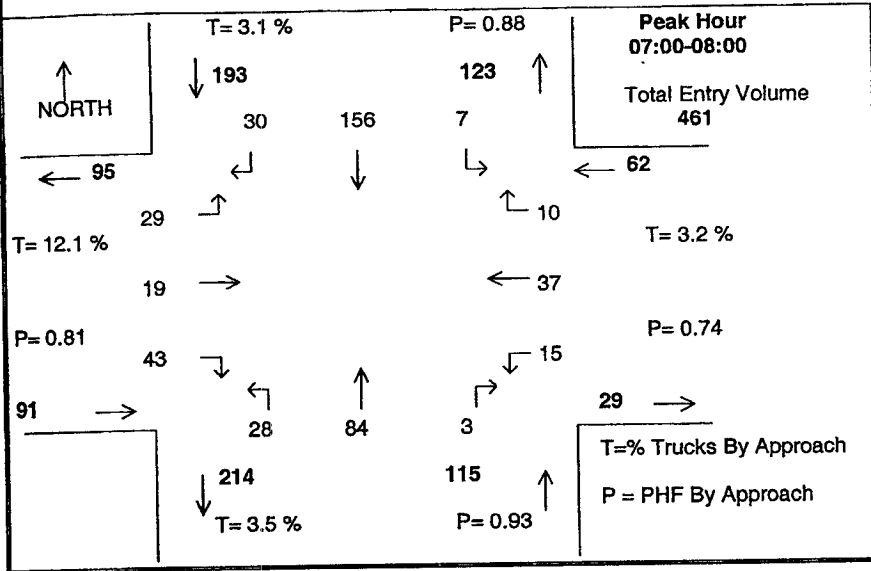 T= 3.1 %
P= 0.88
Peak Hour
07:00-08:00
193
123
Total Entry Volume
461
NORTH
30
156
7
95
62
29
10
T= 12.1 %
T= 3.2 %
19
37
P= 0.81
P= 0.74
43
15
91
29
28
84
3
T=% Trucks By Approach
214
115
P = PHF By Approach
T= 3.5 %
P= 0.93